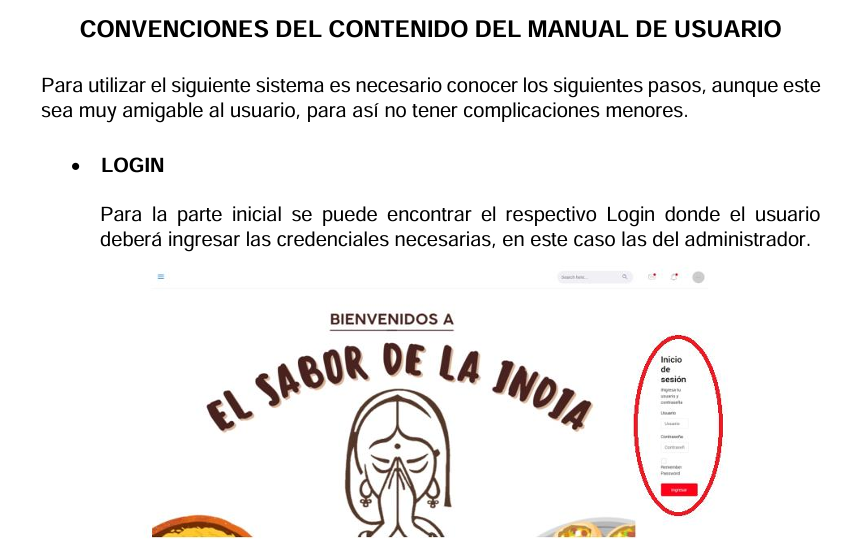 CONVENCIONES DEL CONTENIDO DEL MANUAL DE USUARIO
Para utilizar el siguiente sistema es necesario conocer los siguientes pasos, aunque este
sea muy amigable al usuario, para así no tener complicaciones menores.
• LOGIN
Para la parte inicial se puede encontrar el respectivo Login donde el usuario
deberá ingresar las credenciales necesarias, en este caso las del administrador.
Search here...
BIENVENIDOS A
EL SABOR DE LA INDIA
Inicio
de
sesión
Ingresa tu
usuario y
contraseña
Usuario
Usuario
Contraseña
Contraseñ
Remember
Password
Ingresar